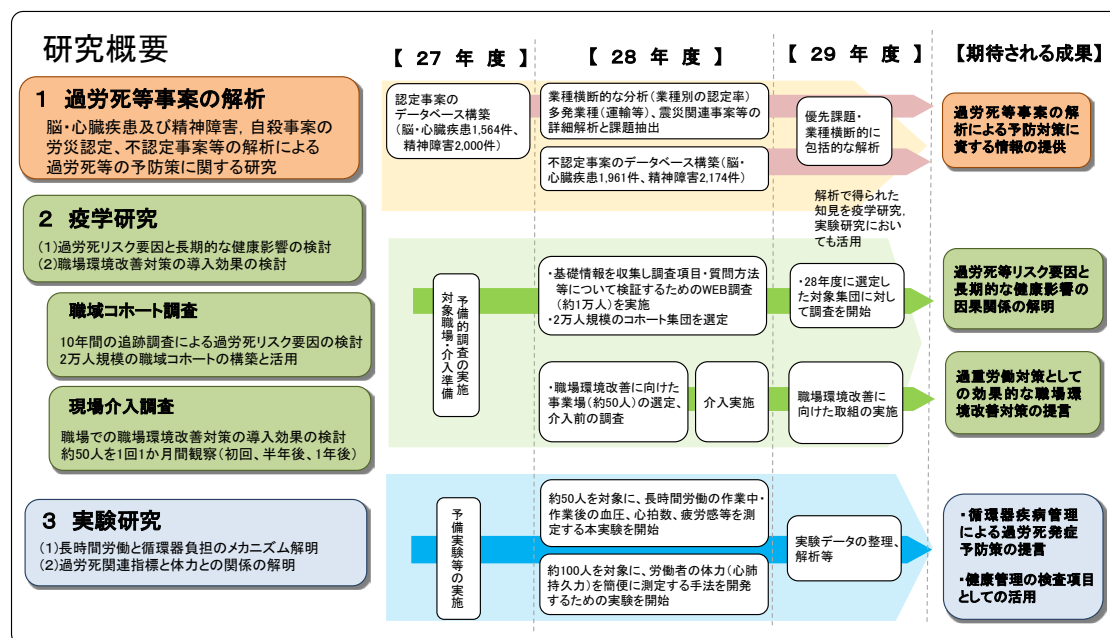 研究概要
【 27 年 度 】
【 28 年 度 】
【 29 年 度 】
【期待される成果】
1 過労死等事案の解析
脳・心臓疾患及び精神障害，自殺事案の
労災認定、不認定事案等の解析による
過労死等の予防策に関する研究
認定事案の
データベース構築
（脳・心臓疾患1,564件、
精神障害2,000件）
業種横断的な分析（業種別の認定率）
多発業種（運輸等）、震災関連事案等の
詳細解析と課題抽出
不認定事案のデータベース構築（脳・
心臓疾患1,961件、精神障害2,174件）
優先課題・
業種横断的に
包括的な解析
過労死等事案の解
析による予防対策に
資する情報の提供
解析で得られた
知見を疫学研究，
実験研究におい
ても活用
2 疫学研究
(1)過労死リスク要因と長期的な健康影響の検討
(2)職場環境改善対策の導入効果の検討
職域コホート調査
10年間の追跡調査による過労死リスク要因の検討
2万人規模の職域コホートの構築と活用
現場介入調査
職場での職場環境改善対策の導入効果の検討
約50人を1回1か月間観察（初回、半年後、1年後）
予備的調査の実施
対象職場・介入準備
・基礎情報を収集し調査項目・質問方法
等について検証するためのWEB調査
（約1万人）を実施
・2万人規模のコホート集団を選定
・28年度に選定し
た対象集団に対し
て調査を開始
過労死等リスク要因と
長期的な健康影響の
因果関係の解明
・職場環境改善に向けた
事業場（約50人）の選定、
介入前の調査
介入実施
職場環境改善に
向けた取組の実施
過重労働対策として
の効果的な職場環
境改善対策の提言
3 実験研究
(1)長時間労働と循環器負担のメカニズム解明
(2)過労死関連指標と体力との関係の解明
予備実験等の実施
約50人を対象に、長時間労働の作業中・
作業後の血圧、心拍数、疲労感等を測
定する本実験を開始
約100人を対象に、労働者の体力（心肺
持久力）を簡便に測定する手法を開発
するための実験を開始
実験データの整理、
解析等
・循環器疾病管理
による過労死発症
予防策の提言
・健康管理の検査項目
としての活用